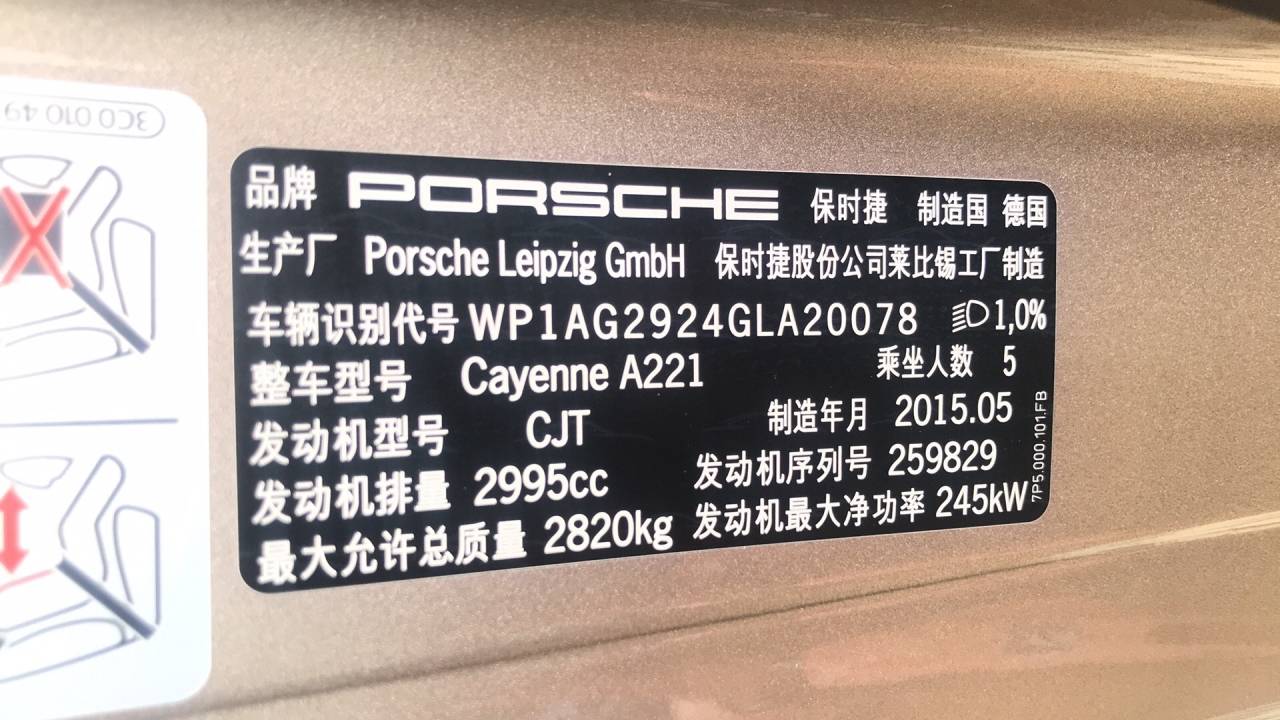 3C0 010 49
品牌 PORSCHE 保时捷 制造国 德国
生产厂 Porsche Leipzig GmbH 保时捷股份公司莱比锡工厂制造
车辆识别代号 WP1AG2924GLA20078 1,0%
整车型号 Cayenne A221 乘坐人数 5
发动机型号 CJT 制造年月 2015.05
发动机排量 2995cc 发动机序列号 259829
最大允许总质量 2820kg 发动机最大净功率 245kW
7P5.000.101.FB